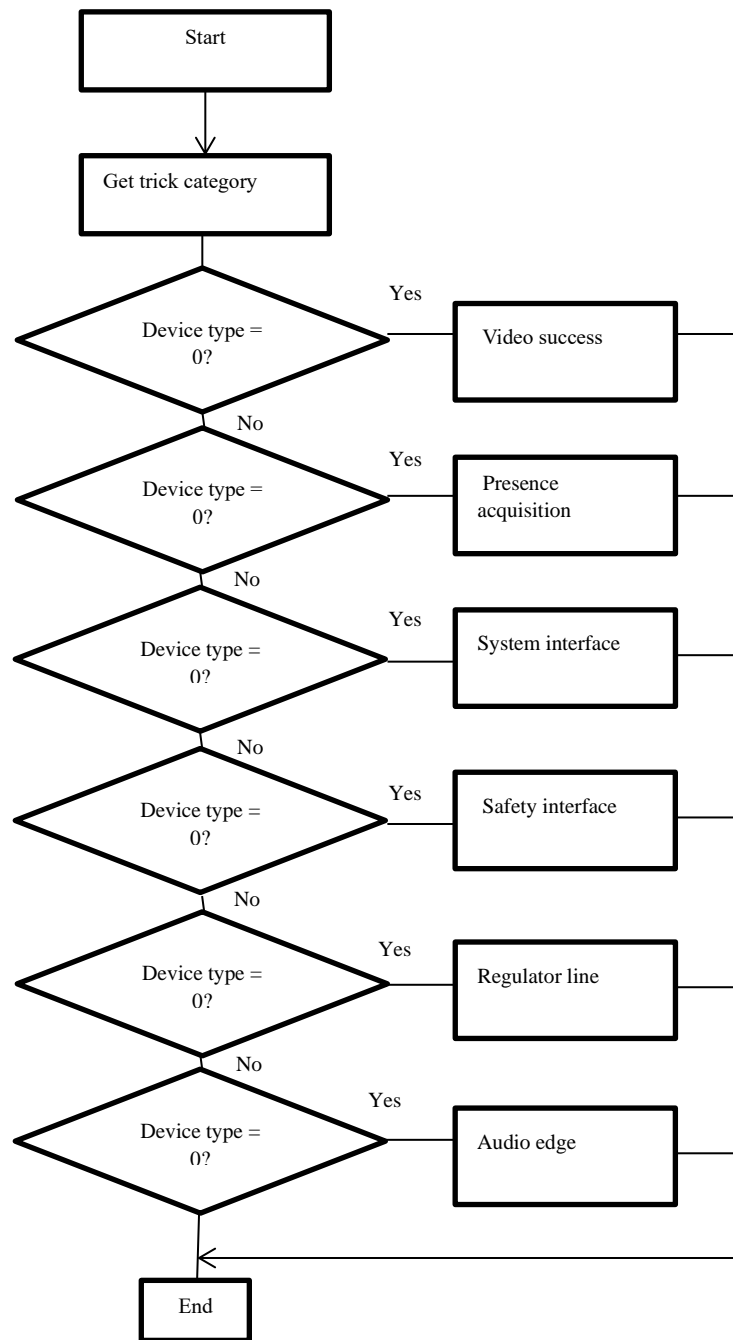 Start
Get trick category
Device type =
0?
Yes
Video success
No
Device type =
0?
Yes
Presence
acquisition
No
Device type =
0?
Yes
System interface
No
Device type =
0?
Yes
Safety interface
No
Device type =
0?
Yes
Regulator line
No
Device type =
0?
Yes
Audio edge
End